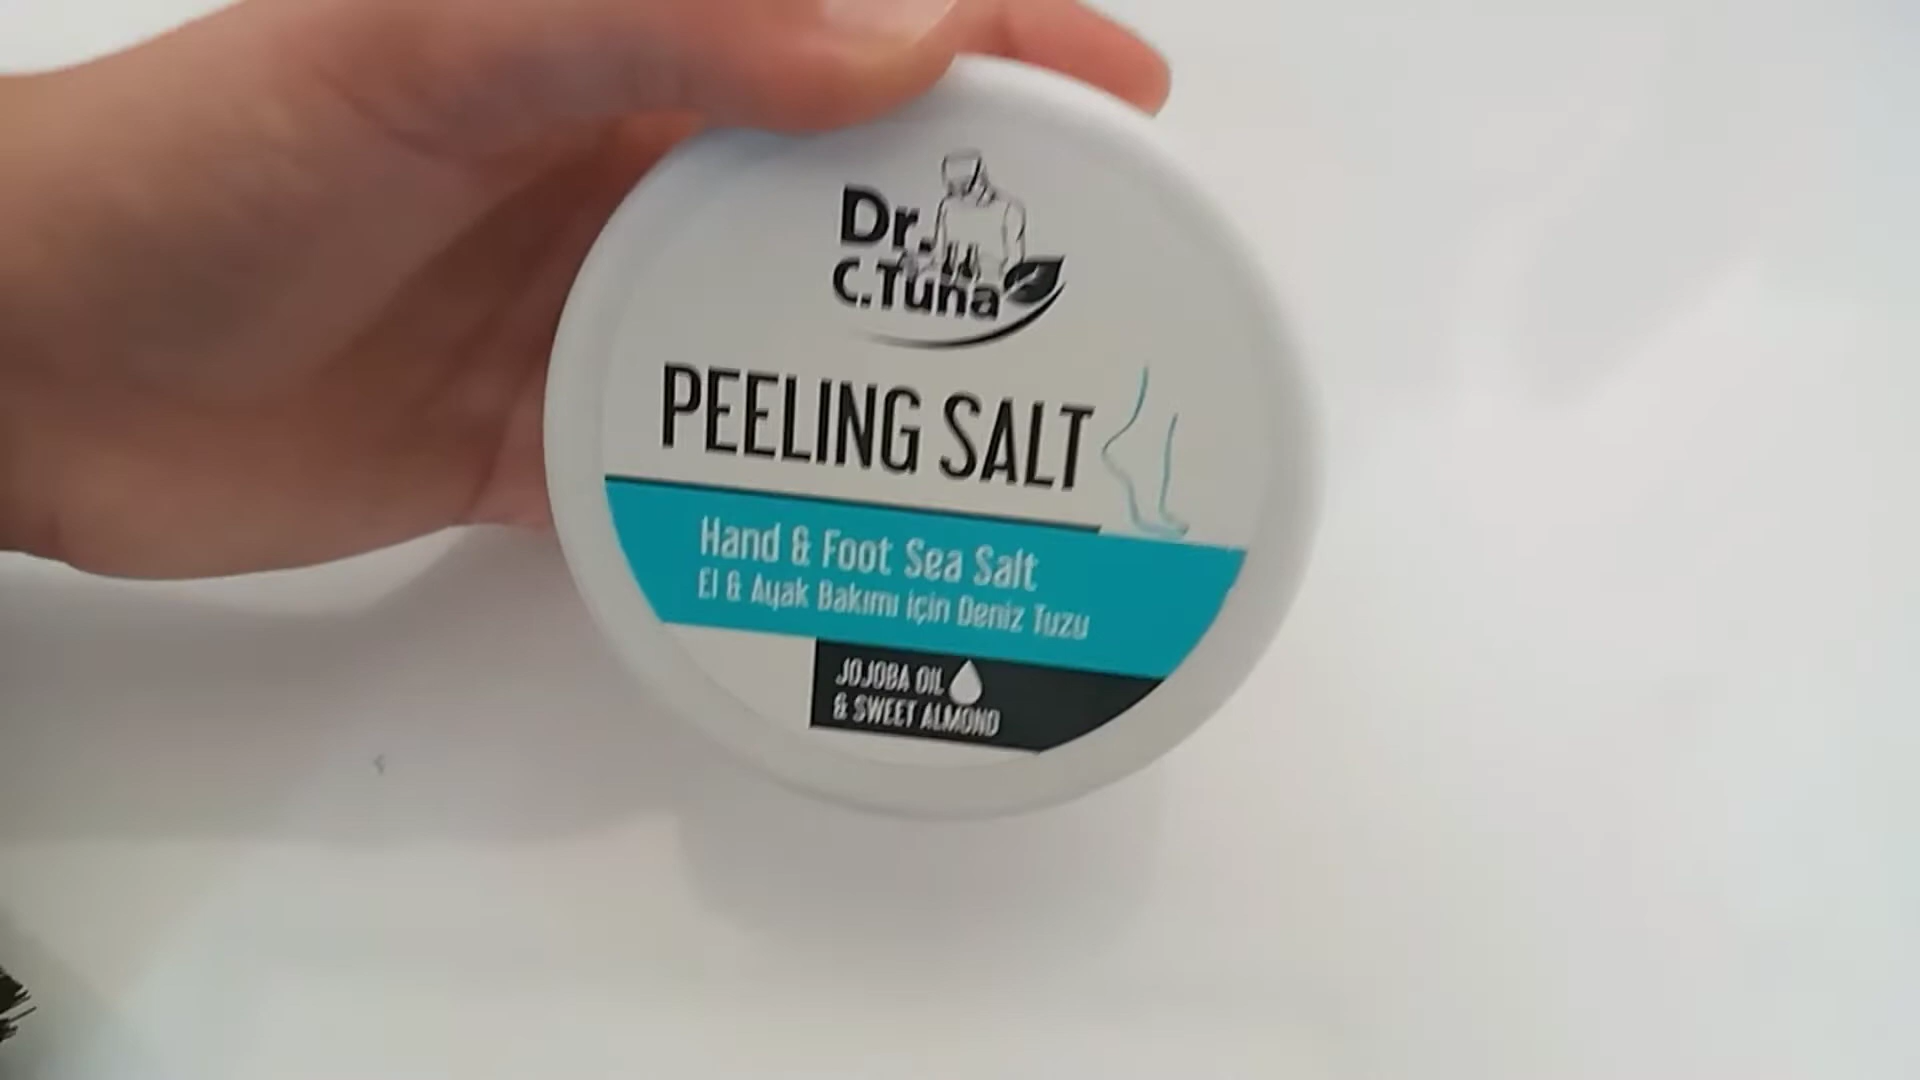 Dr.
C.Tuna
PEELING SALT
Hand & Foot Sea Salt
El & Ayak Bakımı için Deniz Tuzu
JOJOBA OIL
& SWEET ALMOND